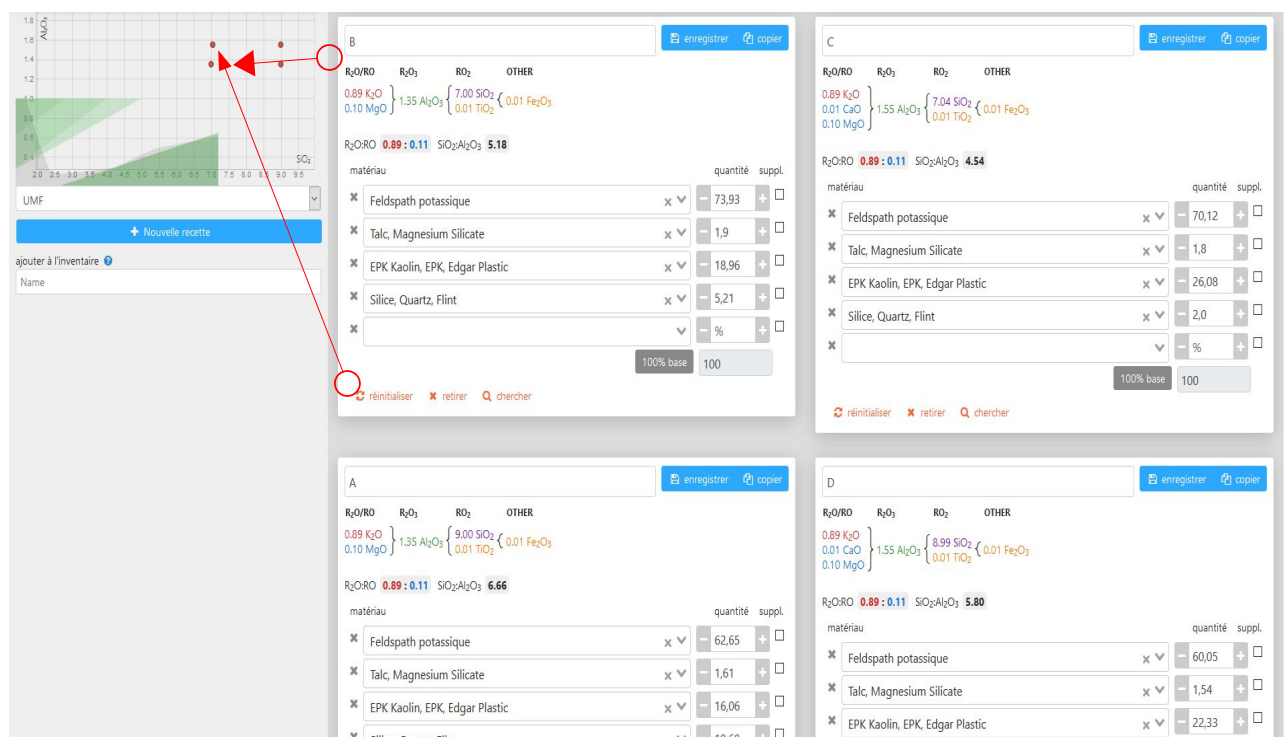 1.8
1.6
1.4
1.2
1.0
0.8
0.6
0.4
Al₂O₃
SiO₂
2.0 2.5 3.0 3.5 4.0 4.5 5.0 5.5 6.0 6.5 7.0 7.5 8.0 8.5 9.0 9.5
UMF
+ Nouvelle recette
ajouter à l'inventaire ?
Name
B
enregistrer copier
R₂O/RO R₂O₃ RO₂ OTHER
0.89 K₂O
0.10 MgO } 1.35 Al₂O₃ { 7.00 SiO₂
0.01 TiO₂ { 0.01 Fe₂O₃
R₂O:RO 0.89 : 0.11 SiO₂:Al₂O₃ 5.18
matériau quantité suppl.
Feldspath potassique x - 73,93 +
Talc, Magnesium Silicate x - 1,9 +
EPK Kaolin, EPK, Edgar Plastic x - 18,96 +
Silice, Quartz, Flint x - 5,21 +
- % +
100% base 100
réinitialiser retirer chercher
C
enregistrer copier
R₂O/RO R₂O₃ RO₂ OTHER
0.89 K₂O
0.01 CaO
0.10 MgO } 1.55 Al₂O₃ { 7.04 SiO₂
0.01 TiO₂ { 0.01 Fe₂O₃
R₂O:RO 0.89 : 0.11 SiO₂:Al₂O₃ 4.54
matériau quantité suppl.
Feldspath potassique x - 70,12 +
Talc, Magnesium Silicate x - 1,8 +
EPK Kaolin, EPK, Edgar Plastic x - 26,08 +
Silice, Quartz, Flint x - 2,0 +
- % +
100% base 100
réinitialiser retirer chercher
A
enregistrer copier
R₂O/RO R₂O₃ RO₂ OTHER
0.89 K₂O
0.10 MgO } 1.35 Al₂O₃ { 9.00 SiO₂
0.01 TiO₂ { 0.01 Fe₂O₃
R₂O:RO 0.89 : 0.11 SiO₂:Al₂O₃ 6.66
matériau quantité suppl.
Feldspath potassique x - 62,65 +
Talc, Magnesium Silicate x - 1,61 +
EPK Kaolin, EPK, Edgar Plastic x - 16,06 +
D
enregistrer copier
R₂O/RO R₂O₃ RO₂ OTHER
0.89 K₂O
0.01 CaO
0.10 MgO } 1.55 Al₂O₃ { 8.99 SiO₂
0.01 TiO₂ { 0.01 Fe₂O₃
R₂O:RO 0.89 : 0.11 SiO₂:Al₂O₃ 5.80
matériau quantité suppl.
Feldspath potassique x - 60,05 +
Talc, Magnesium Silicate x - 1,54 +
EPK Kaolin, EPK, Edgar Plastic x - 22,33 +